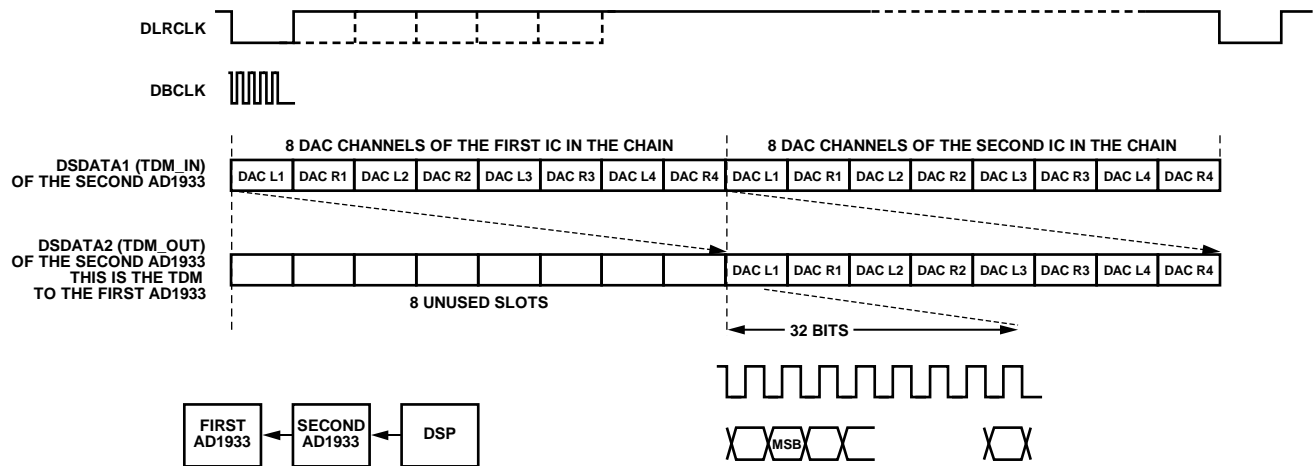 DLRCLK
DBCLK
8 DAC CHANNELS OF THE FIRST IC IN THE CHAIN
8 DAC CHANNELS OF THE SECOND IC IN THE CHAIN
DSDATA1 (TDM_IN)
OF THE SECOND AD1933
DAC L1 DAC R1 DAC L2 DAC R2 DAC L3 DAC R3 DAC L4 DAC R4 DAC L1 DAC R1 DAC L2 DAC R2 DAC L3 DAC R3 DAC L4 DAC R4
DSDATA2 (TDM_OUT)
OF THE SECOND AD1933
THIS IS THE TDM
TO THE FIRST AD1933
DAC L1 DAC R1 DAC L2 DAC R2 DAC L3 DAC R3 DAC L4 DAC R4
8 UNUSED SLOTS
32 BITS
FIRST
AD1933
SECOND
AD1933
DSP
MSB